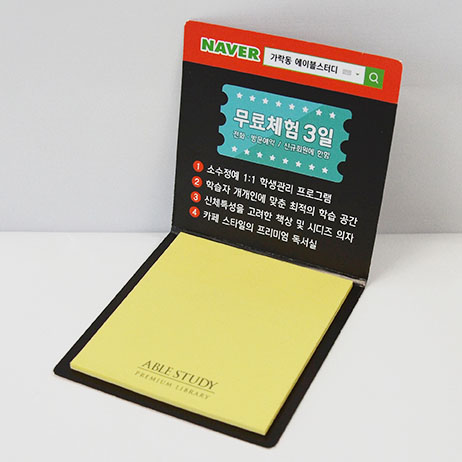 NAVER 가락동 에이블스터디
무료체험 3일
전화, 방문예약 / 신규회원에 한함
1 소수정예 1:1 학생관리 프로그램
2 학습자 개개인에 맞춘 최적의 학습 공간
3 신체특성을 고려한 책상 및 시디즈 의자
4 카페 스타일의 프리미엄 독서실
ABLE STUDY
PREMIUM LIBRARY